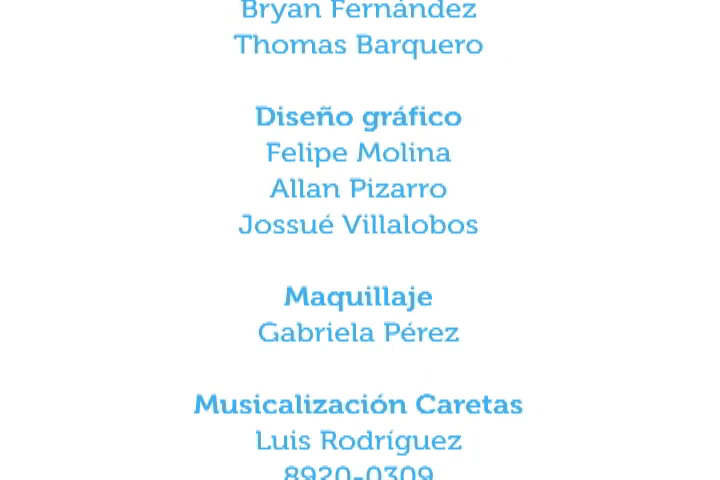 Bryan Fernández
Thomas Barquero
Diseño gráfico
Felipe Molina
Allan Pizarro
Jossué Villalobos
Maquillaje
Gabriela Pérez
Musicalización Caretas
Luis Rodríguez
8920-0309